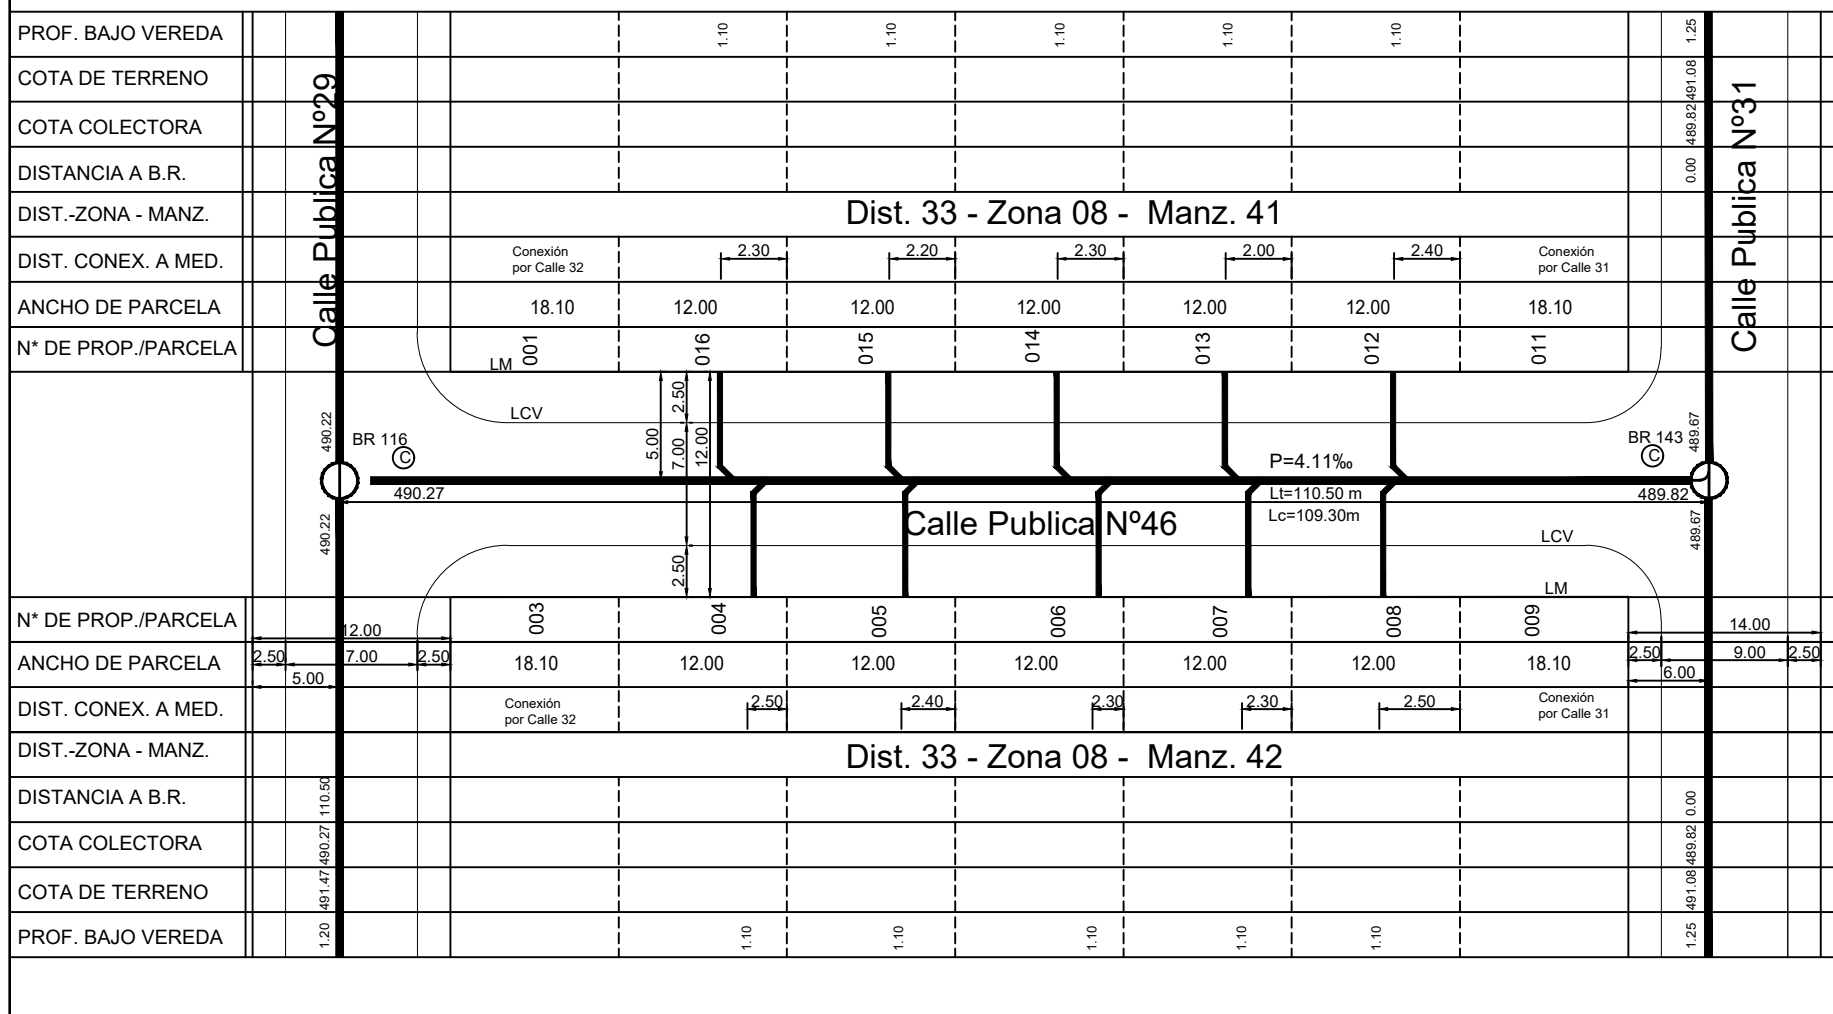 PROF. BAJO VEREDA 1.10 1.10 1.10 1.10 1.10 1.25
COTA DE TERRENO 491.08
COTA COLECTORA 489.82
DISTANCIA A B.R. 0.00
Calle Publica Nº29
Calle Publica Nº31
DIST.-ZONA - MANZ. Dist. 33 - Zona 08 - Manz. 41
DIST. CONEX. A MED. Conexión 2.30 2.20 2.30 2.00 2.40 Conexión
por Calle 32 por Calle 31
ANCHO DE PARCELA 18.10 12.00 12.00 12.00 12.00 12.00 18.10
N* DE PROP./PARCELA 001 016 015 014 013 012 011
LM
LCV
2.50
490.22
BR 116
C
5.00
7.00
12.00
P=4.11‰
BR 143
C
489.67
490.27
Lt=110.50 m
489.82
Lc=109.30m
Calle Publica Nº46
490.22
489.67
LCV
2.50
LM
N* DE PROP./PARCELA 003 004 005 006 007 008 009
12.00 14.00
ANCHO DE PARCELA 2.50 7.00 2.50 18.10 12.00 12.00 12.00 12.00 12.00 18.10 2.50 9.00 2.50
5.00 6.00
DIST. CONEX. A MED. Conexión 2.50 2.40 2.30 2.30 2.50 Conexión
por Calle 32 por Calle 31
DIST.-ZONA - MANZ. Dist. 33 - Zona 08 - Manz. 42
DISTANCIA A B.R. 110.50 0.00
COTA COLECTORA 490.27 489.82
COTA DE TERRENO 491.47 491.08
PROF. BAJO VEREDA 1.20 1.10 1.10 1.10 1.10 1.10 1.25